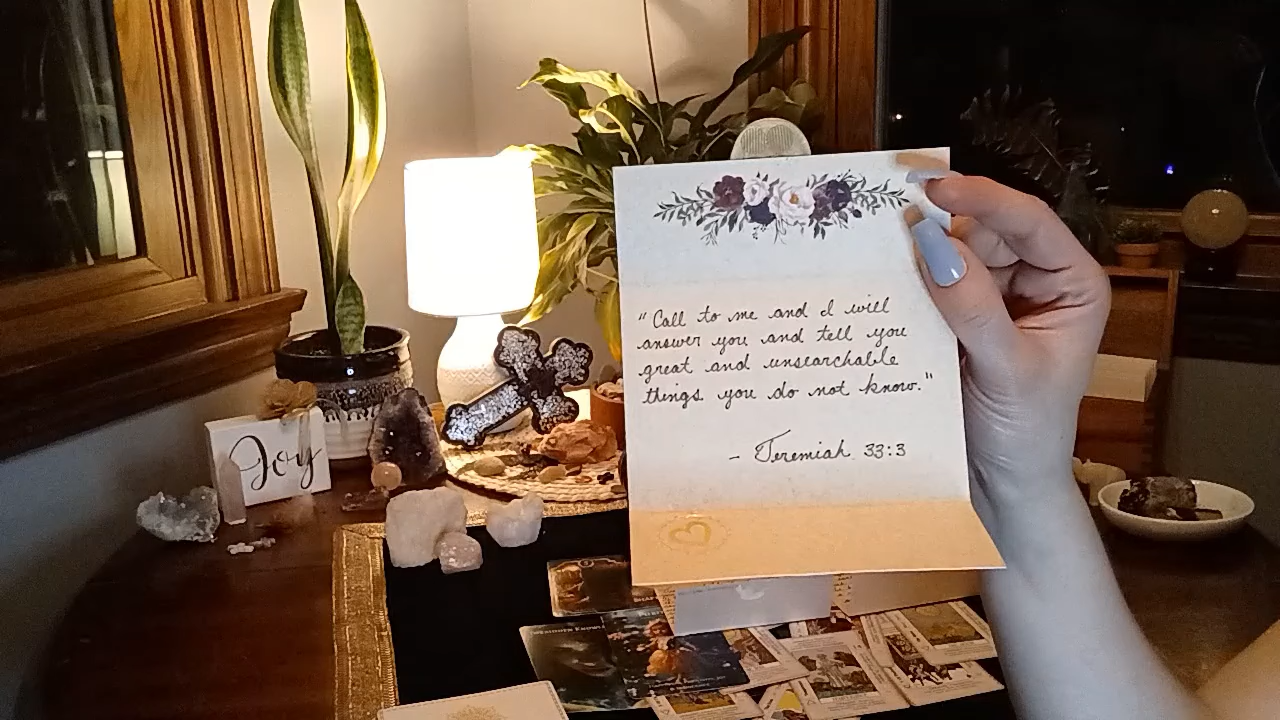 "Call to me and I will
answer you and tell you
great and unsearchable
things you do not know."
- Jeremiah 33:3
Joy